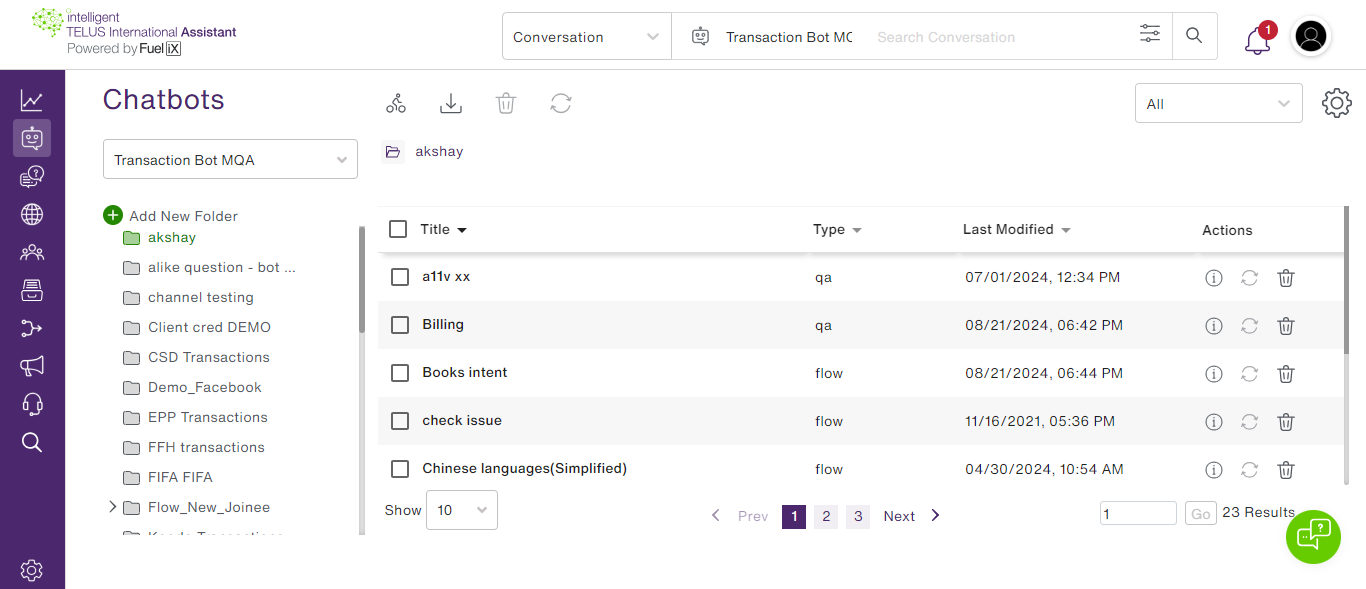 intelligent
TELUS International Assistant
Powered by Fuel iX
Conversation
Transaction Bot MQ
Search Conversation
1
Chatbots
All
Transaction Bot MQA
akshay
Add New Folder
akshay
alike question - bot ...
channel testing
Client cred DEMO
CSD Transactions
Demo_Facebook
EPP Transactions
FFH transactions
FIFA FIFA
Flow_New_Joinee
Title Type Last Modified Actions
a11v xx qa 07/01/2024, 12:34 PM
Billing qa 08/21/2024, 06:42 PM
Books intent flow 08/21/2024, 06:44 PM
check issue flow 11/16/2021, 05:36 PM
Chinese languages(Simplified) flow 04/30/2024, 10:54 AM
Show 10 Prev 1 2 3 Next 1 Go 23 Results